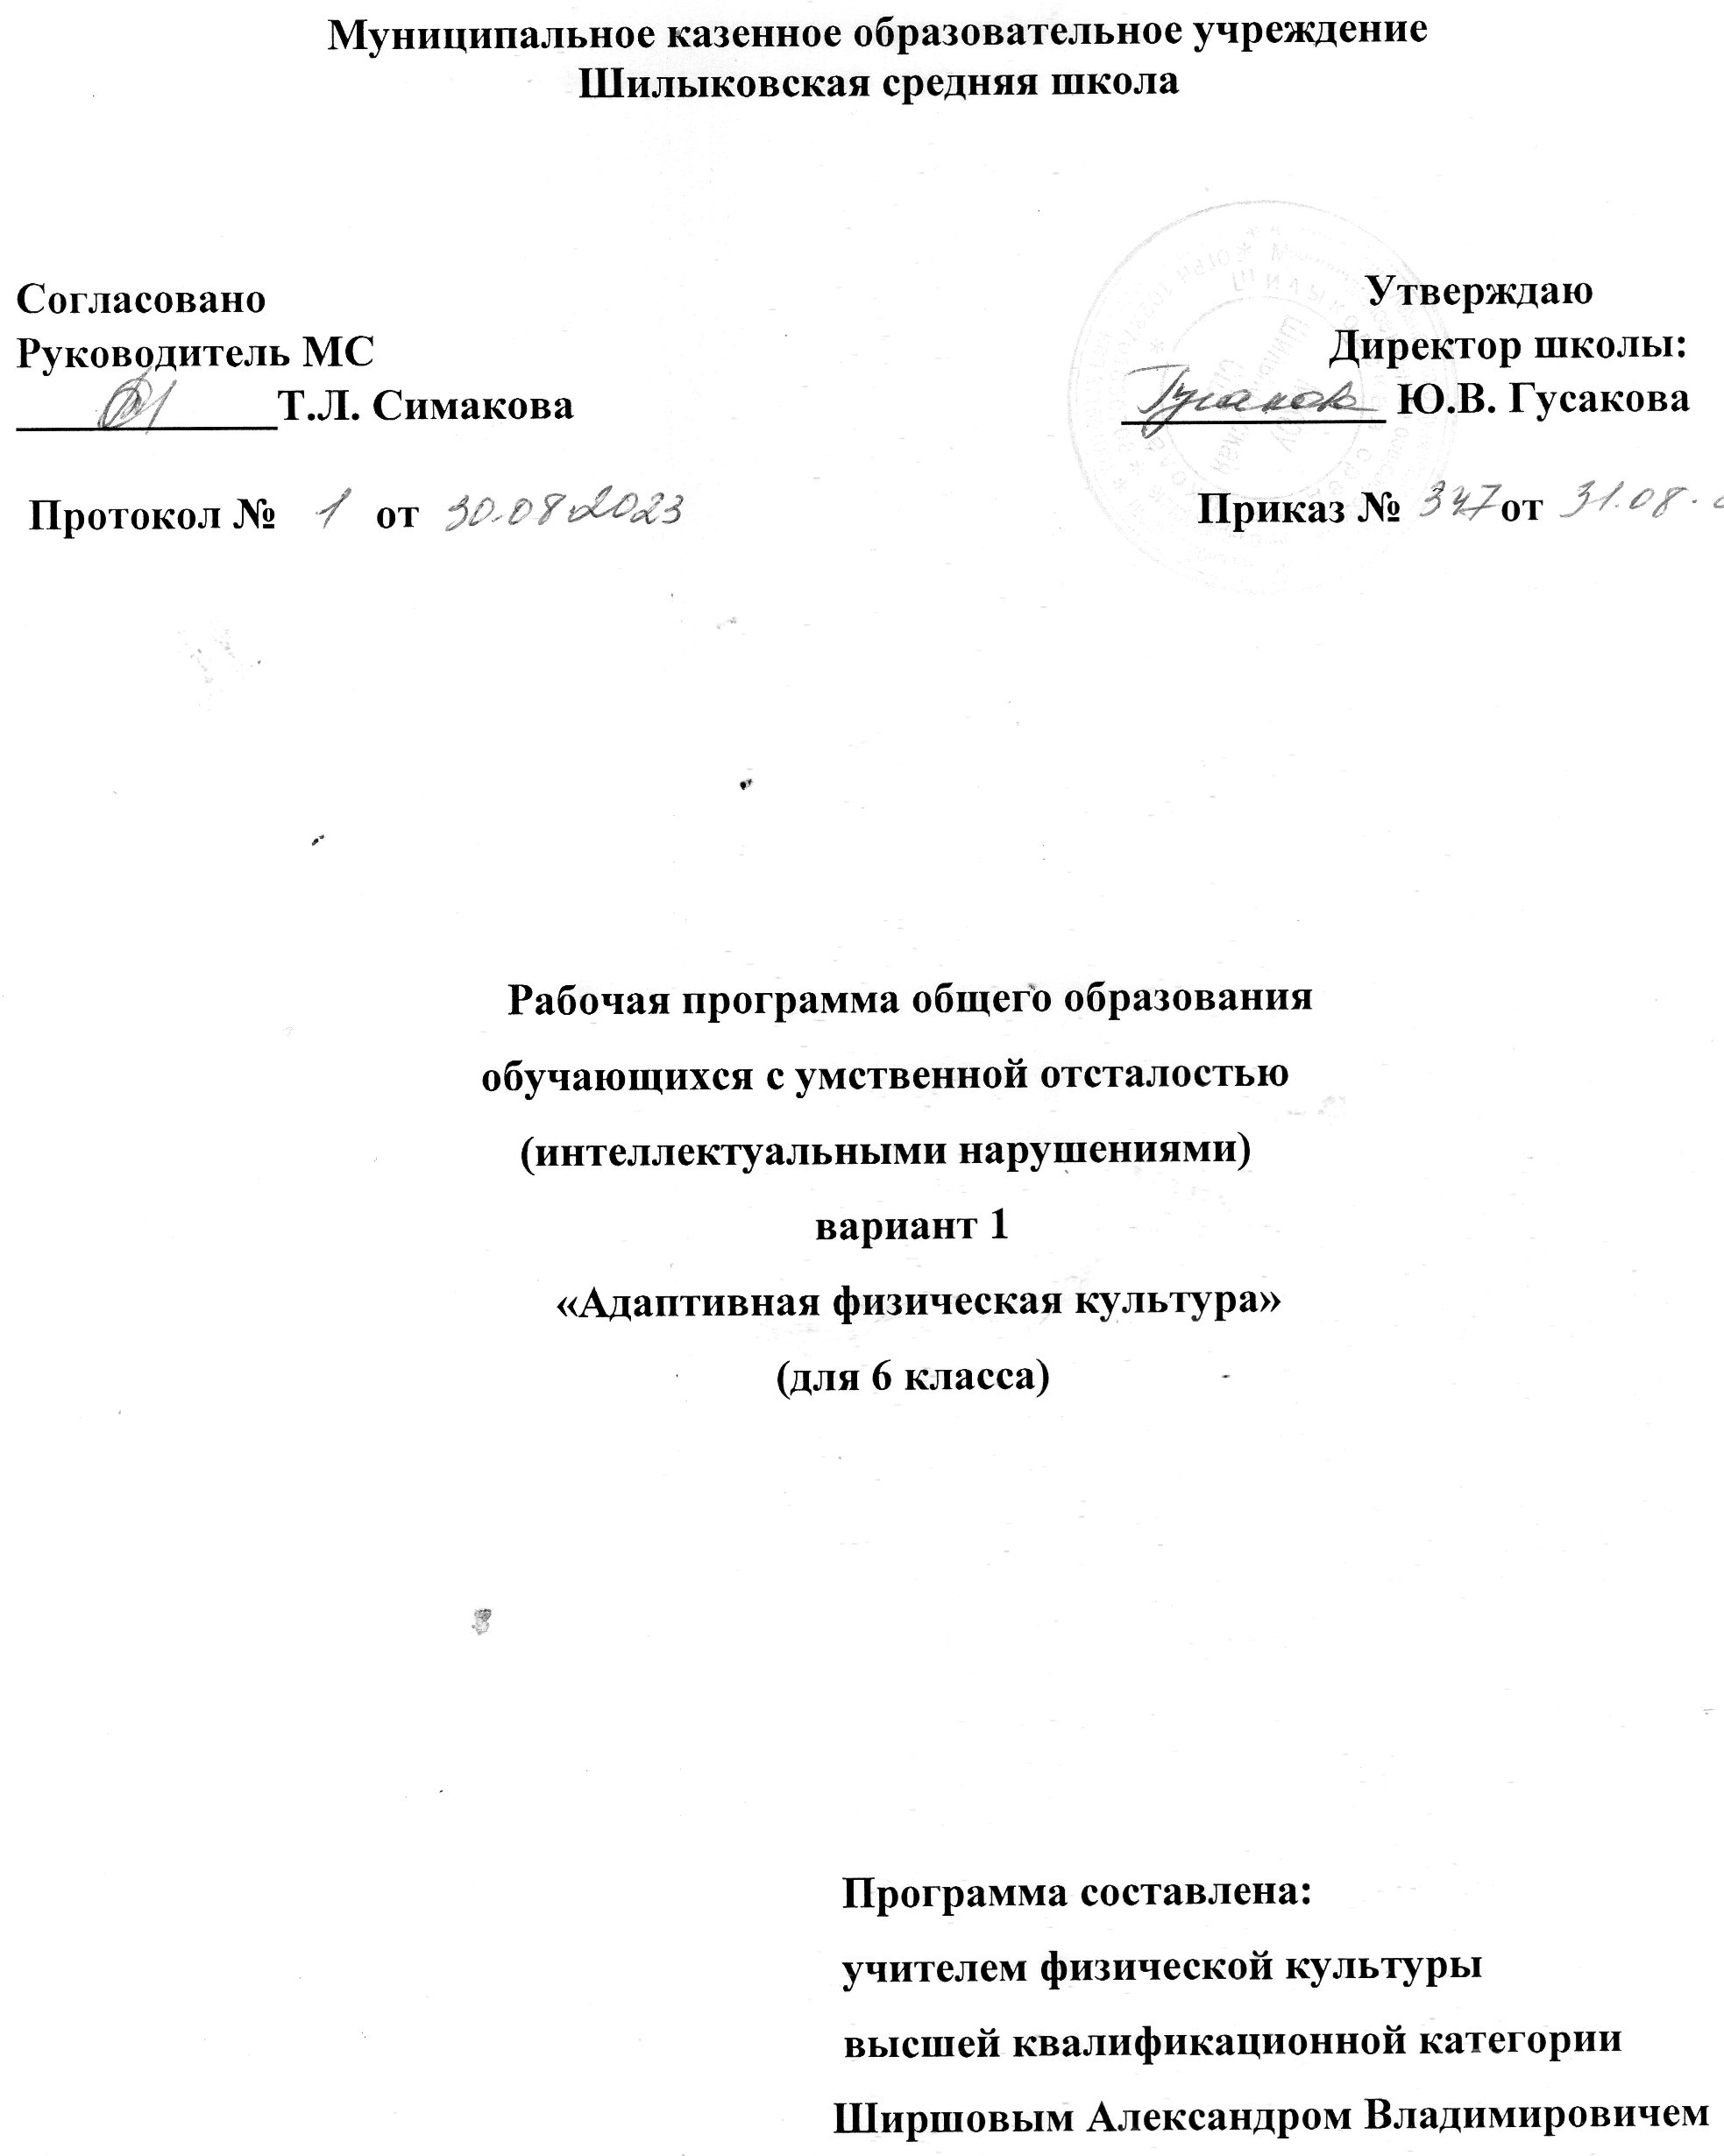 Муниципальное казенное образовательное учреждение
Шилыковская средняя школа
Согласовано
Руководитель МС
Т.Л. Симакова
Протокол № 1 от 30.08.2023
Утверждаю
Директор школы:
Ю.В. Гусакова
Приказ № 347 от 31.08.
Рабочая программа общего образования
обучающихся с умственной отсталостью
(интеллектуальными нарушениями)
вариант 1
«Адаптивная физическая культура»
(для 6 класса)
Программа составлена:
учителем физической культуры
высшей квалификационной категории
Ширшовым Александром Владимировичем